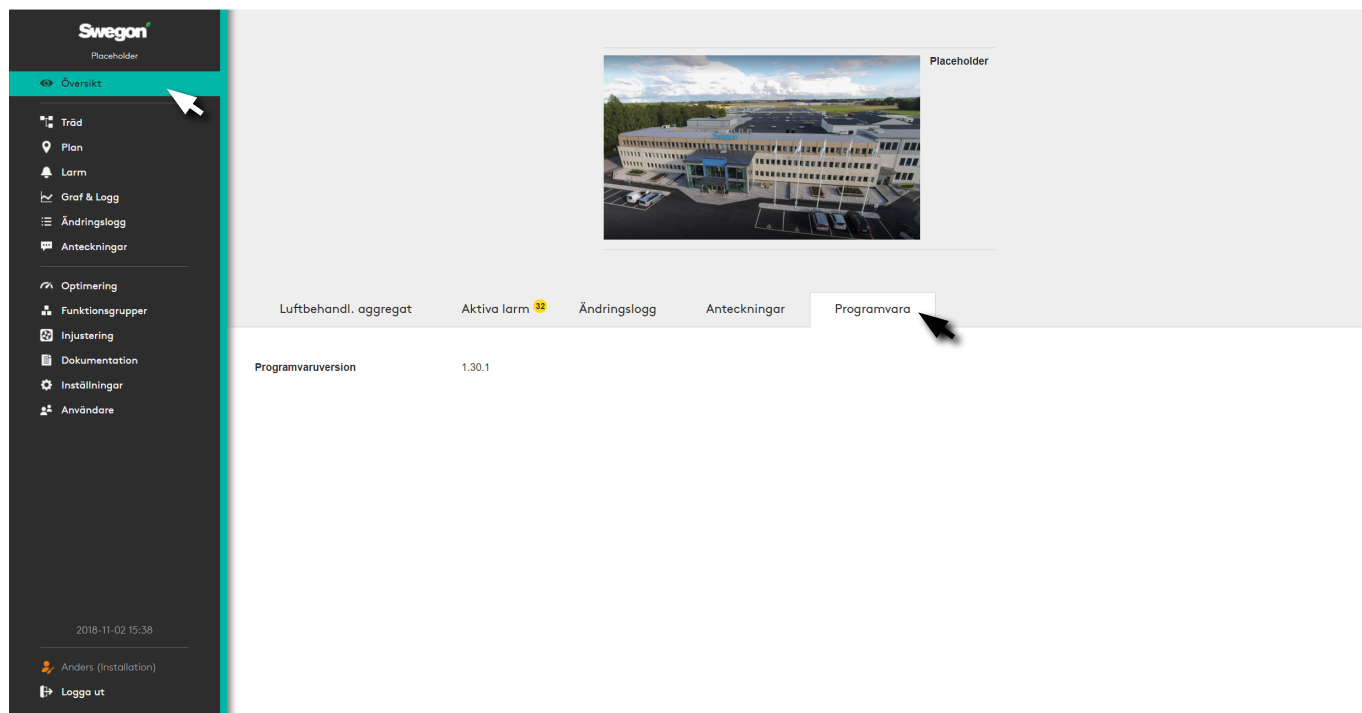 Swegon
Placeholder
Översikt
Träd
Plan
Larm
Graf & Logg
Ändringslogg
Anteckningar
Optimering
Funktionsgrupper
Injustering
Dokumentation
Inställningar
Användare
2018-11-02 15:38
Anders (Installation)
Logga ut
Placeholder
Swegon
Luftbehandl. aggregat
Aktiva larm 32
Ändringslogg
Anteckningar
Programvara
Programvaruversion 1.30.1